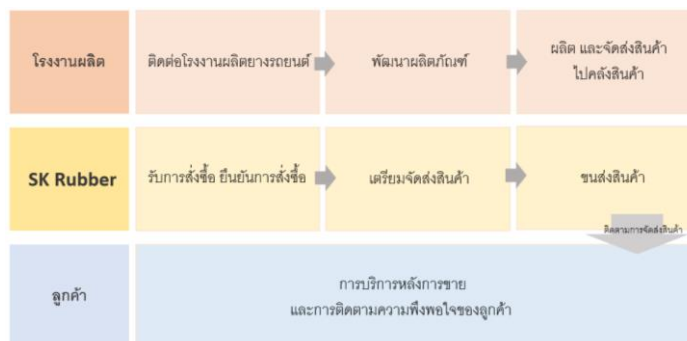 โรงงานผลิต
ติดต่อโรงงานผลิตยางรถยนต์
พัฒนาผลิตภัณฑ์
ผลิต และจัดส่งสินค้า
ไปคลังสินค้า
SK Rubber
รับการสั่งซื้อ ยืนยันการสั่งซื้อ
เตรียมจัดส่งสินค้า
ขนส่งสินค้า
ติดตามการจัดส่งสินค้า
ลูกค้า
การบริการหลังการขาย
และการติดตามความพึงพอใจของลูกค้า